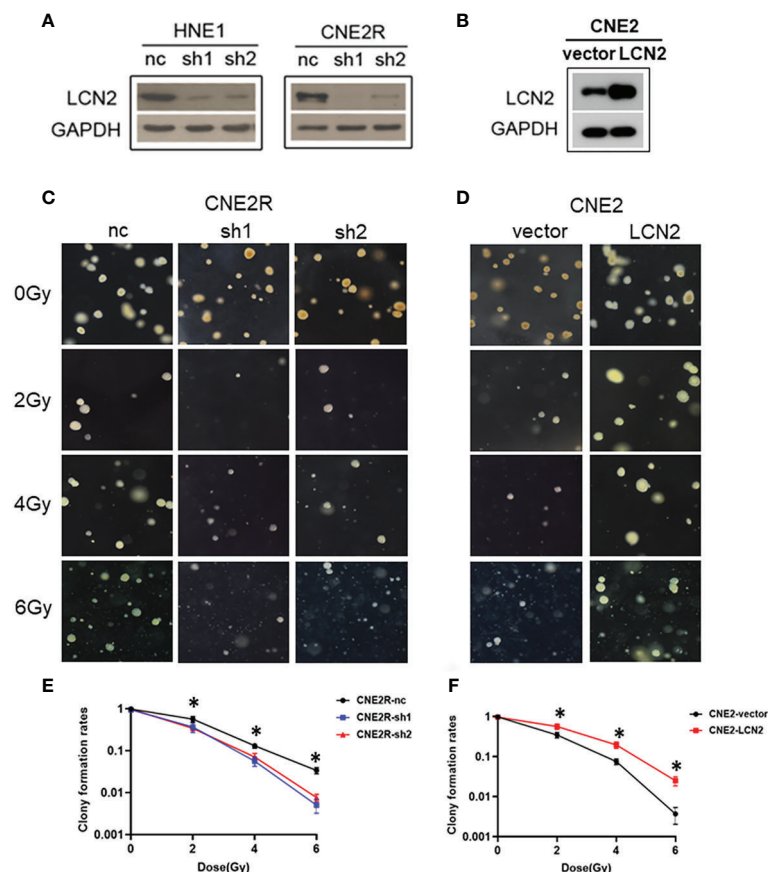 A
HNE1
nc sh1 sh2
CNE2R
nc sh1 sh2
LCN2
GAPDH
B
CNE2
vector LCN2
LCN2
GAPDH
C
CNE2R
nc sh1 sh2
0Gy
2Gy
4Gy
6Gy
D
CNE2
vector LCN2
E
Clony formation rates
1
0.1
0.01
0.001
* * *
0 2 4 6
Dose(Gy)
CNE2R-nc
CNE2R-sh1
CNE2R-sh2
F
Clony formation rates
1
0.1
0.01
0.001
* * *
0 2 4 6
Dose(Gy)
CNE2-vector
CNE2-LCN2